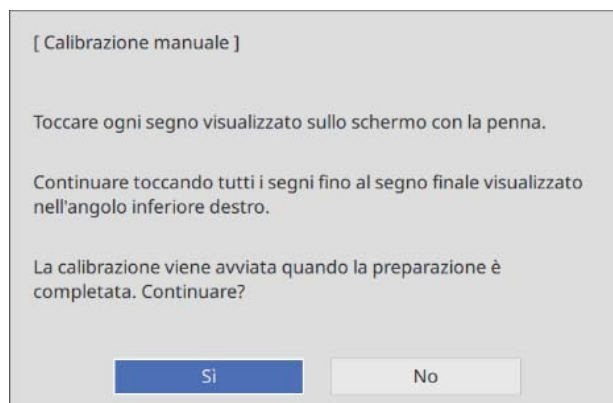 [ Calibrazione manuale ]
Toccare ogni segno visualizzato sullo schermo con la penna.
Continuare toccando tutti i segni fino al segno finale visualizzato
nell'angolo inferiore destro.
La calibrazione viene avviata quando la preparazione è
completata. Continuare?
Sì
No